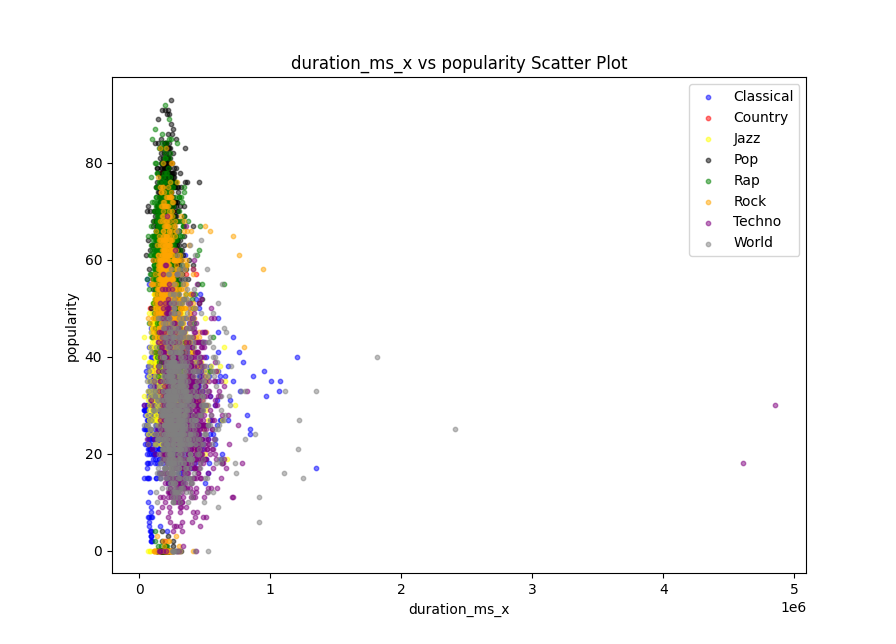 duration_ms_x vs popularity Scatter Plot
Classical
Country
Jazz
Pop
Rap
Rock
Techno
World
popularity
80
60
40
20
0
0 1 2 3 4 5
1e6
duration_ms_x